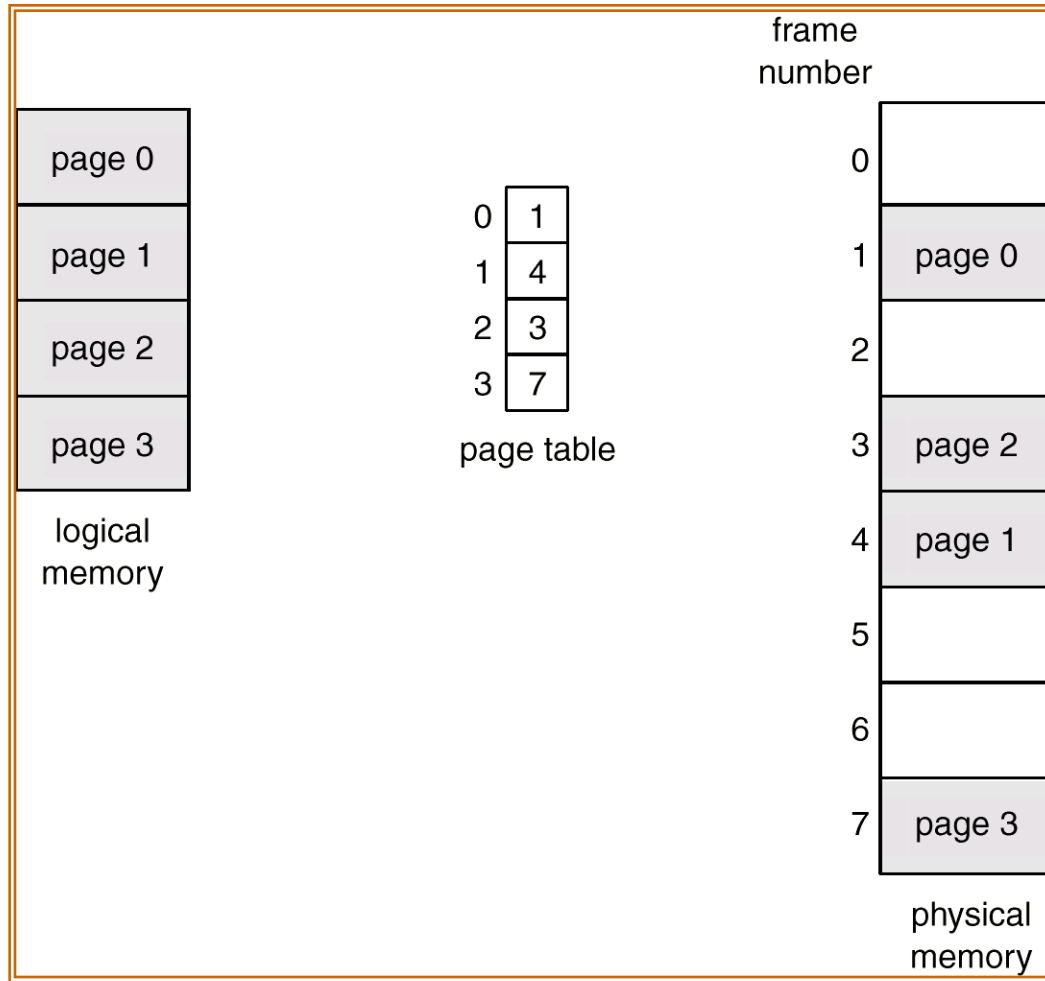 frame
number
page 0
page 1
page 2
page 3
logical
memory
0 1
1 4
2 3
3 7
page table
0
1 page 0
2
3 page 2
4 page 1
5
6
7 page 3
physical
memory